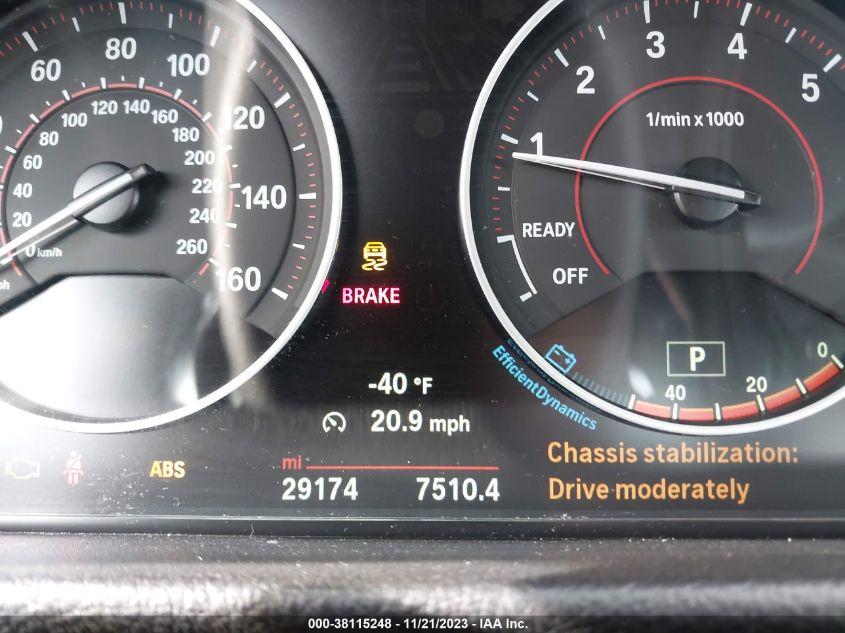 60 80 100 120 140 160
20 40 60 80 100 120 140 160 180 200 220 240 260
0 km/h
1 2 3 4 5
1/min x 1000
READY
OFF
BRAKE
P
-40 °F
20.9 mph
EfficientDynamics
40 20 0
ABS
mi
29174 7510.4
Chassis stabilization:
Drive moderately
000-38115248 - 11/21/2023 - IAA Inc.